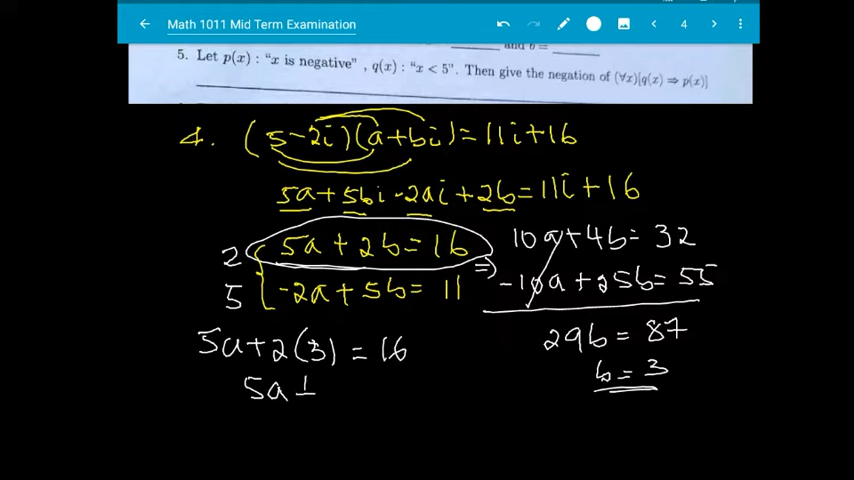 Math 1011 Mid Term Examination
4
and b =
5. Let p(x) : "x is negative" , q(x) : "x < 5". Then give the negation of (∀x)[q(x) ⇒ p(x)]
4. (5-2i)(a+bi)=11i+16
5a+5bi-2ai+2b=11i+16
2 5a+2b=16
5 -2a+5b=11
⇒ 10a+4b=32
-10a+25b=55
29b=87
b=3
5a+2(3)=16
5a+